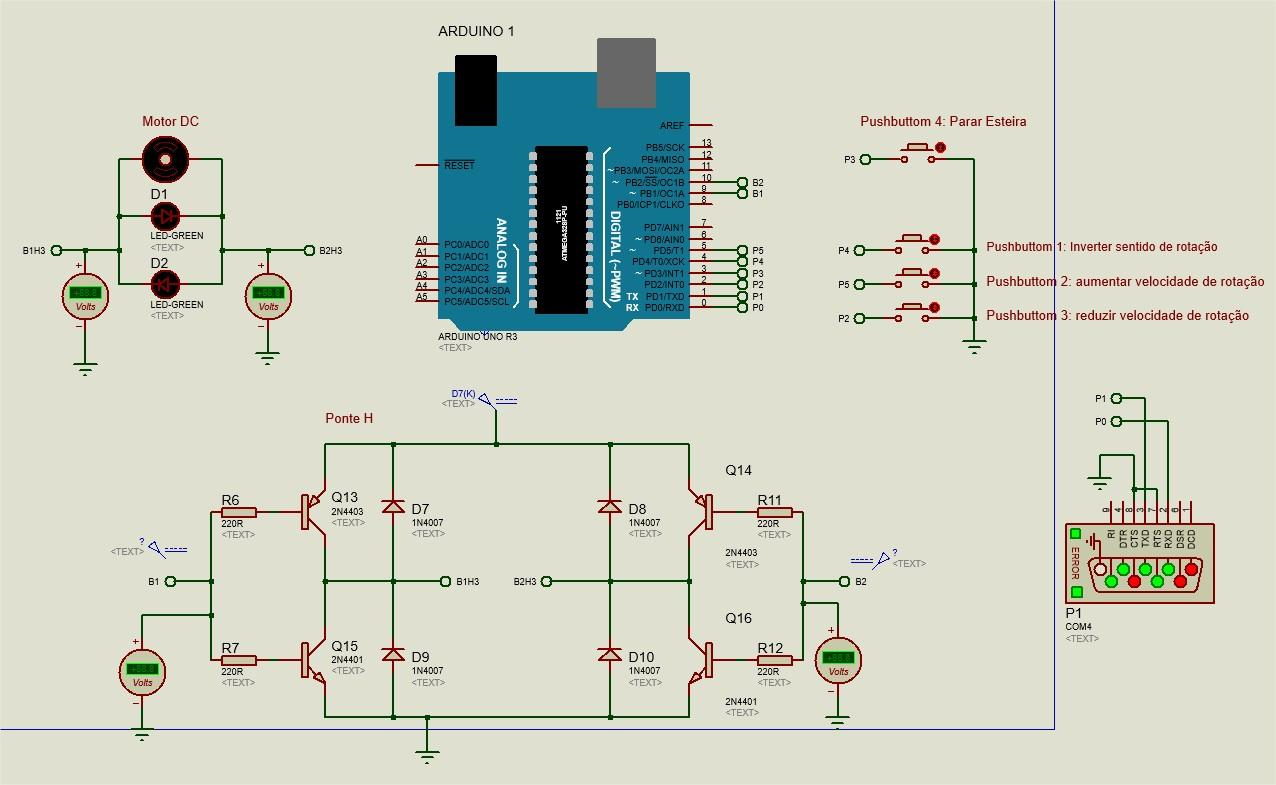 ARDUINO 1
AREF
RESET
PB5/SCK 13
PB4/MISO 12
~PB3/MOSI/OC2A 11
~ PB2/SS/OC1B 10 B2
~ PB1/OC1A 9 B1
PB0/ICP1/CLKO 8
PD7/AIN1 7
~ PD6/AIN0 6
~ PD5/T1 5 P5
PD4/T0/XCK 4 P4
~ PD3/INT1 3 P3
PD2/INT0 2 P2
TX PD1/TXD 1 P1
RX PD0/RXD 0 P0
A0 PC0/ADC0
A1 PC1/ADC1
A2 PC2/ADC2
A3 PC3/ADC3
A4 PC4/ADC4/SDA
A5 PC5/ADC5/SCL
ANALOG IN
ATMEGA328P-PU
1121
DIGITAL (~PWM)
ARDUINO UNO R3
<TEXT>
Motor DC
D1
LED-GREEN
<TEXT>
D2
LED-GREEN
<TEXT>
B1H3
B2H3
+88.8
Volts
+88.8
Volts
Pushbuttom 4: Parar Esteira
P3
P4
Pushbuttom 1: Inverter sentido de rotação
P5
Pushbuttom 2: aumentar velocidade de rotação
P2
Pushbuttom 3: reduzir velocidade de rotação
Ponte H
D7(K)
<TEXT>
R6
220R
<TEXT>
Q13
2N4403
<TEXT>
D7
1N4007
<TEXT>
D8
1N4007
<TEXT>
Q14
2N4403
<TEXT>
R11
220R
<TEXT>
?
<TEXT>
B1
B1H3
B2H3
B2
?
<TEXT>
R7
220R
<TEXT>
Q15
2N4401
<TEXT>
D9
1N4007
<TEXT>
D10
1N4007
<TEXT>
Q16
2N4401
<TEXT>
R12
220R
<TEXT>
+88.8
Volts
+88.8
Volts
P1
P0
9 4 8 3 7 2 6 1
RI DTR CTS TXD RTS RXD DSR DCD
ERROR
P1
COM4
<TEXT>